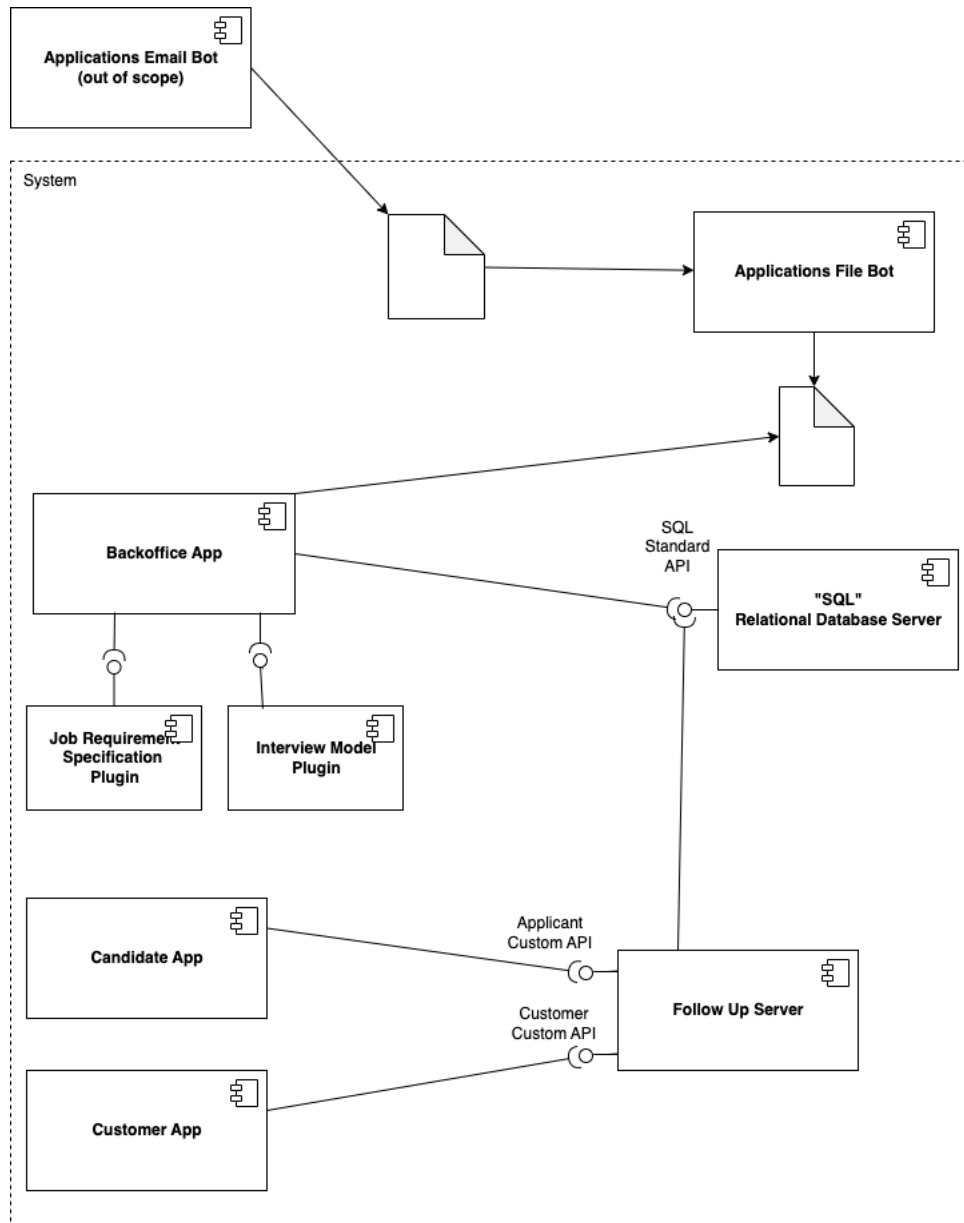 Applications Email Bot
(out of scope)
System
Applications File Bot
Backoffice App
SQL
Standard
API
"SQL"
Relational Database Server
Job Requirement
Specification
Plugin
Interview Model
Plugin
Candidate App
Applicant
Custom API
Follow Up Server
Customer
Custom API
Customer App